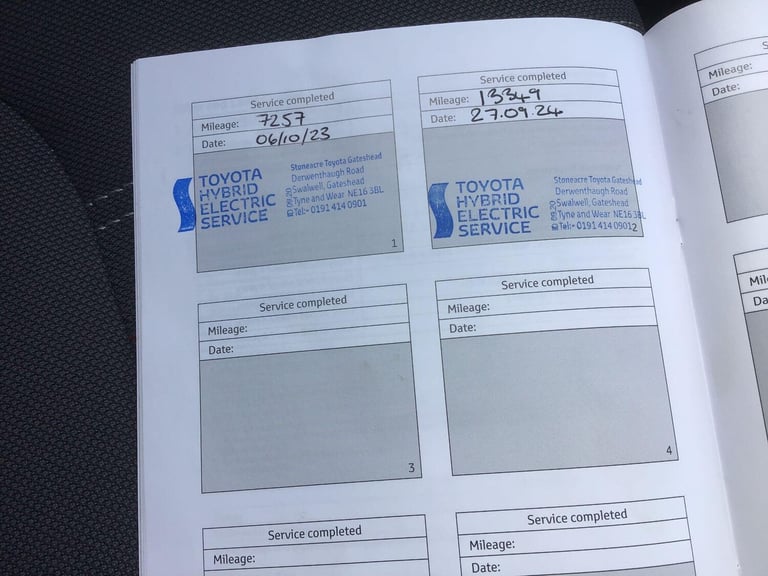 Service completed
Mileage: 7257
Date: 06/10/23
TOYOTA
HYBRID
ELECTRIC
SERVICE
Stoneacre Toyota Gateshead
Derwenthaugh Road
Swalwell, Gateshead
Tyne and Wear NE16 3BL
Tel:- 0191 414 0901
1
Service completed
Mileage: 13349
Date: 27.09.24
TOYOTA
HYBRID
ELECTRIC
SERVICE
Stoneacre Toyota Gateshead
Derwenthaugh Road
Swalwell, Gateshead
Tyne and Wear NE16 3BL
Tel:- 0191 414 0901
2
Service completed
Mileage:
Date:
3
Service completed
Mileage:
Date:
4
Service completed
Mileage:
Service completed
Mileage:
Date:
Mileage:
Date: